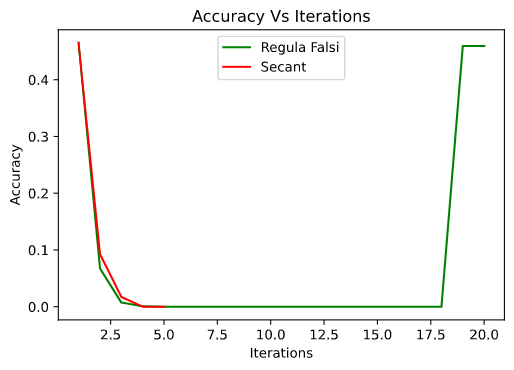 Accuracy Vs Iterations
Regula Falsi
Secant
Accuracy
0.4
0.3
0.2
0.1
0.0
2.5 5.0 7.5 10.0 12.5 15.0 17.5 20.0
Iterations